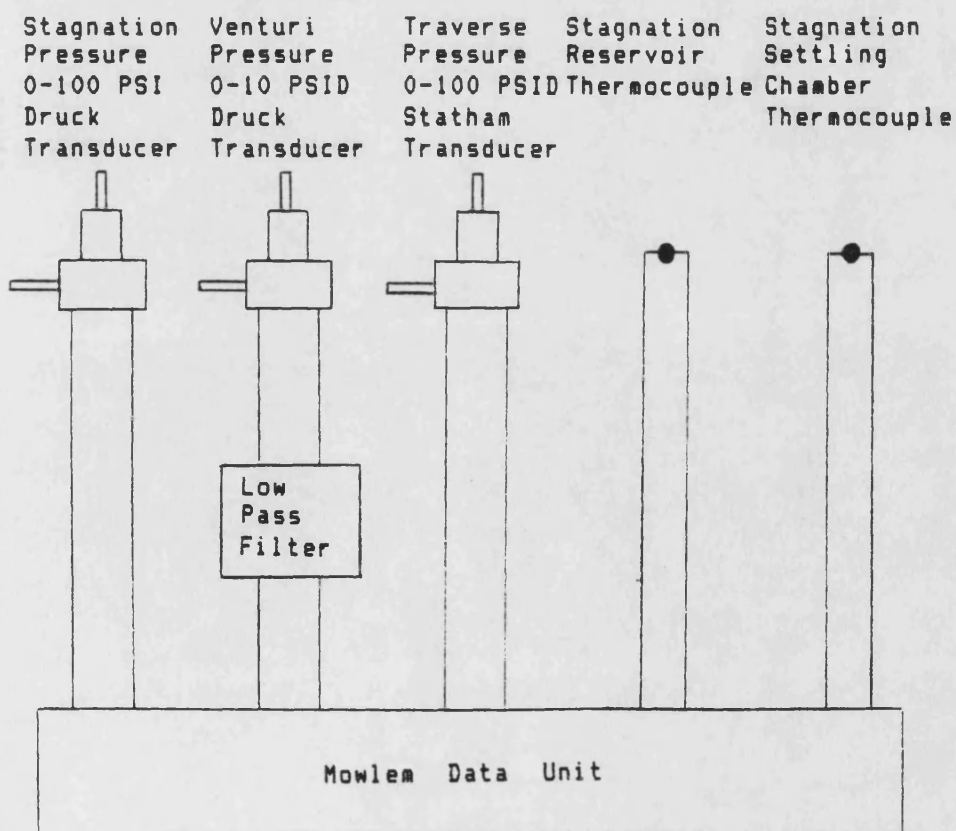 Stagnation
Pressure
0-100 PSI
Druck
Transducer
Venturi
Pressure
0-10 PSID
Druck
Transducer
Traverse
Pressure
0-100 PSID
Statham
Transducer
Stagnation
Reservoir
Thermocouple
Stagnation
Settling
Chamber
Thermocouple
Low
Pass
Filter
Mowlem Data Unit